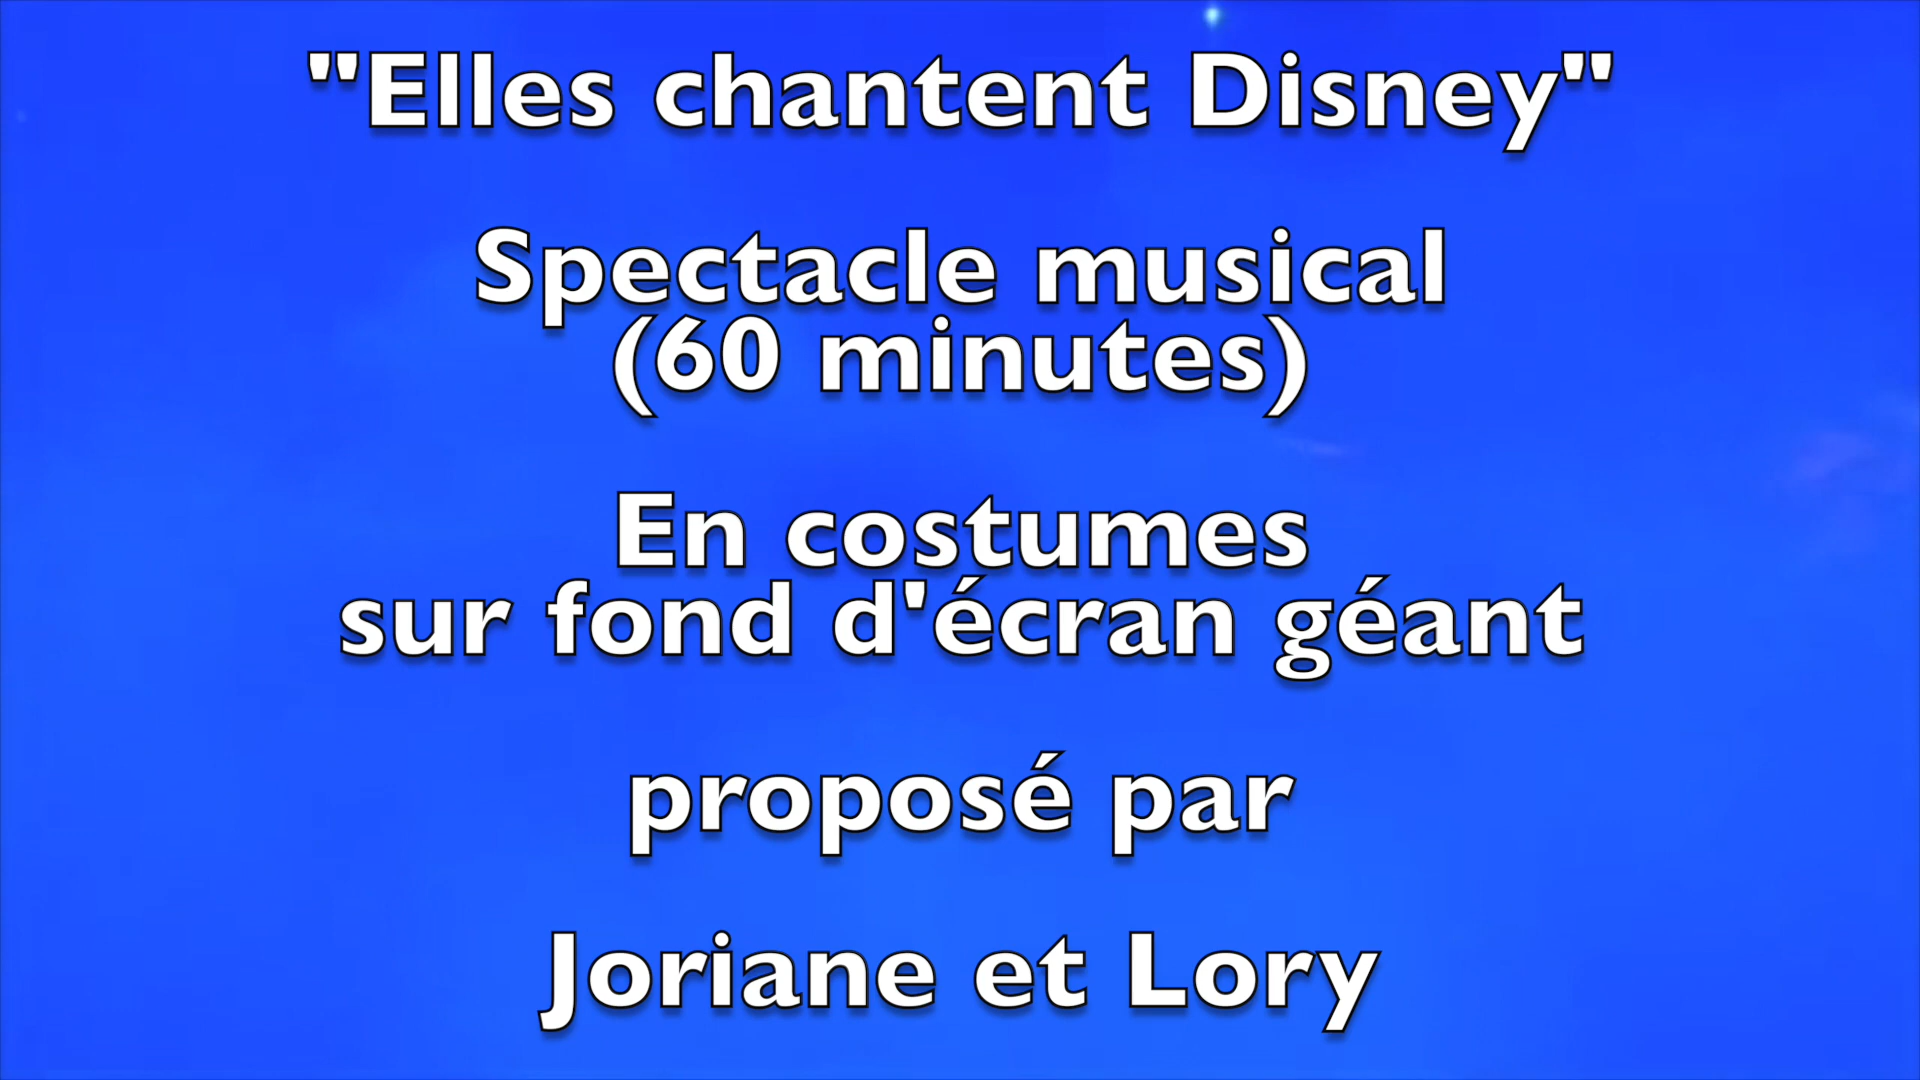 "Elles chantent Disney"
Spectacle musical
(60 minutes)
En costumes
sur fond d'écran géant
proposé par
Joriane et Lory